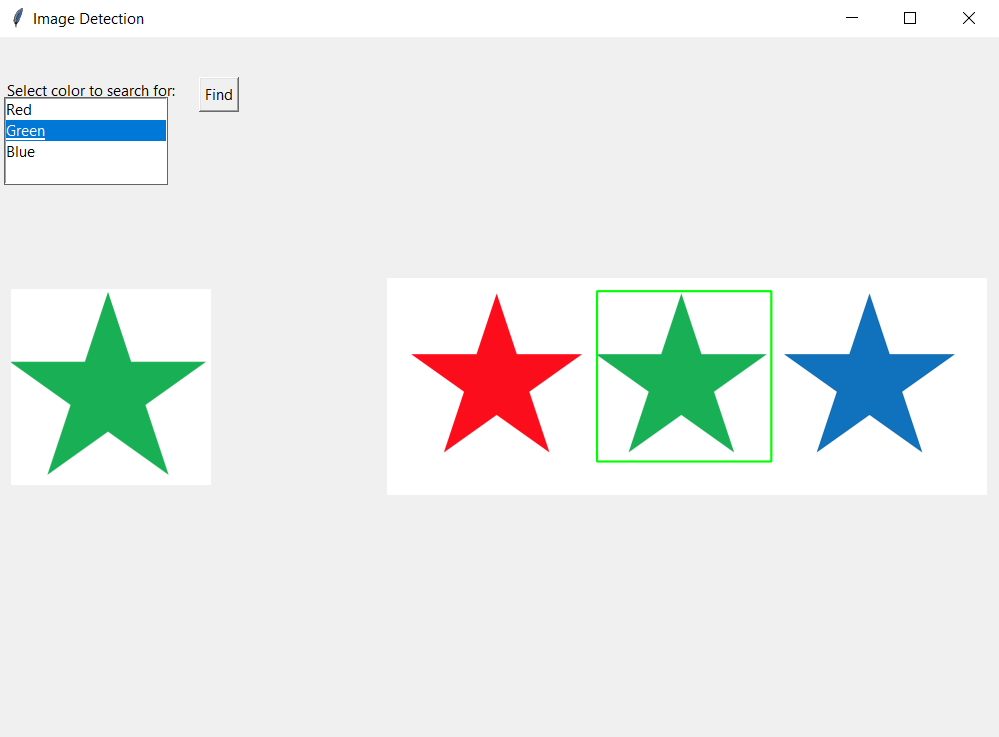 Image Detection
Select color to search for:
Find
Red
Green
Blue